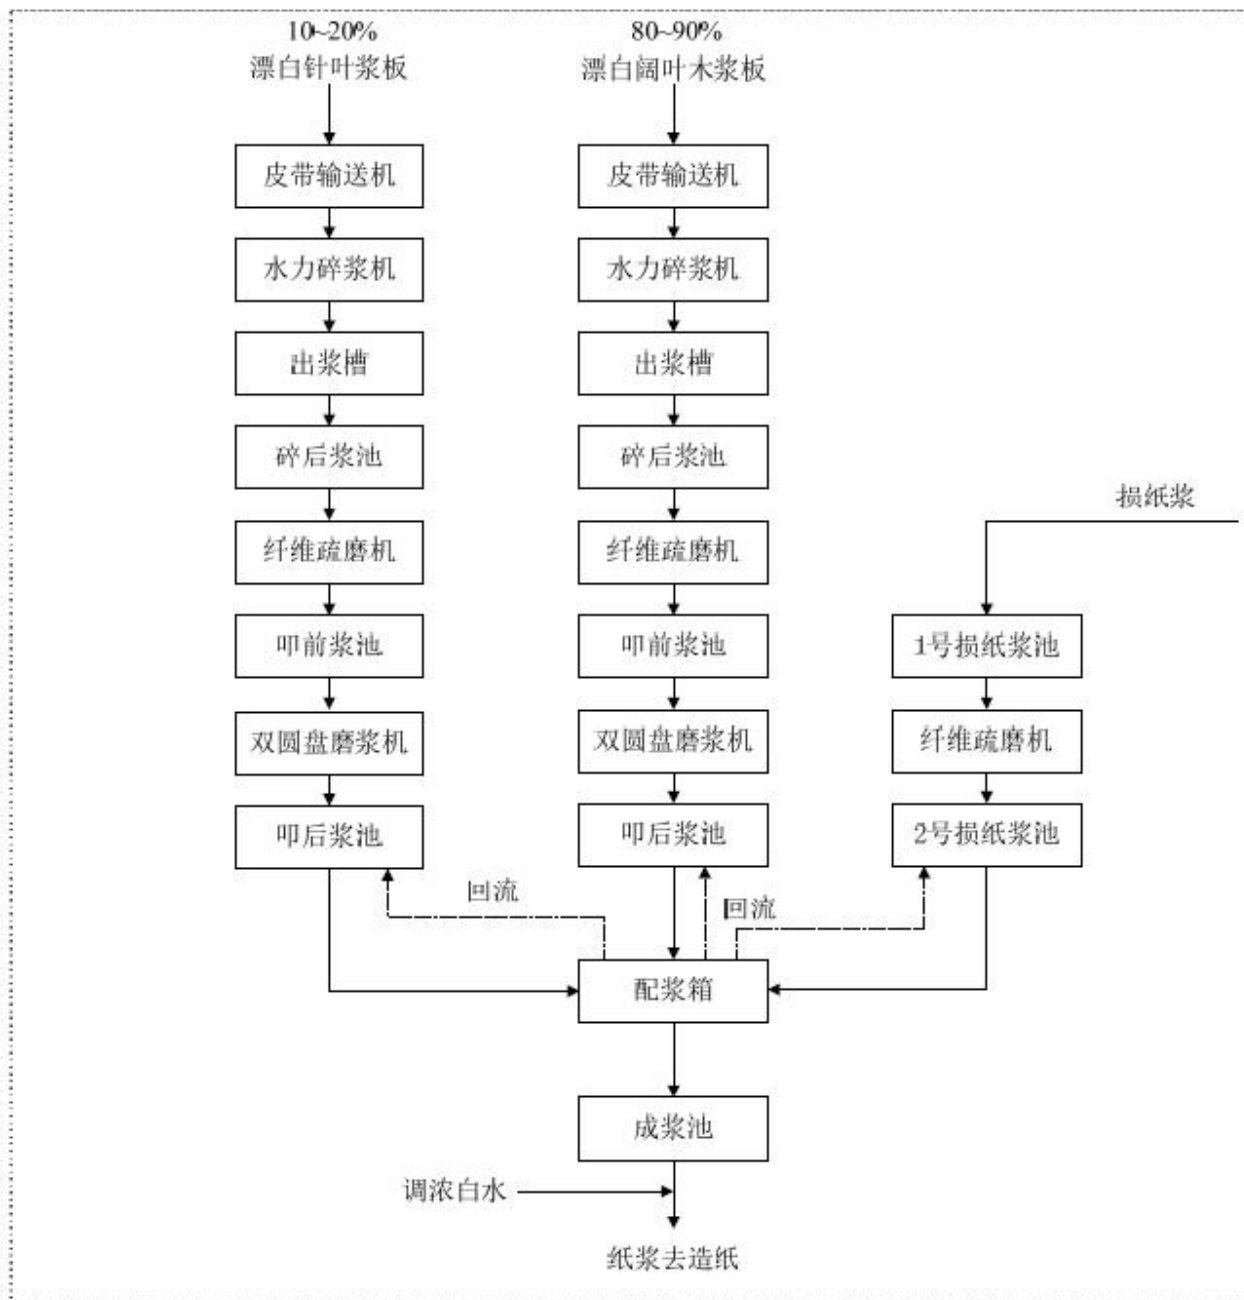 10~20%
漂白针叶浆板
80~90%
漂白阔叶木浆板
皮带输送机
皮带输送机
水力碎浆机
水力碎浆机
出浆槽
出浆槽
碎后浆池
碎后浆池
损纸浆
纤维疏磨机
纤维疏磨机
叩前浆池
叩前浆池
1号损纸浆池
双圆盘磨浆机
双圆盘磨浆机
纤维疏磨机
叩后浆池
叩后浆池
2号损纸浆池
回流
回流
配浆箱
成浆池
调浓白水
纸浆去造纸